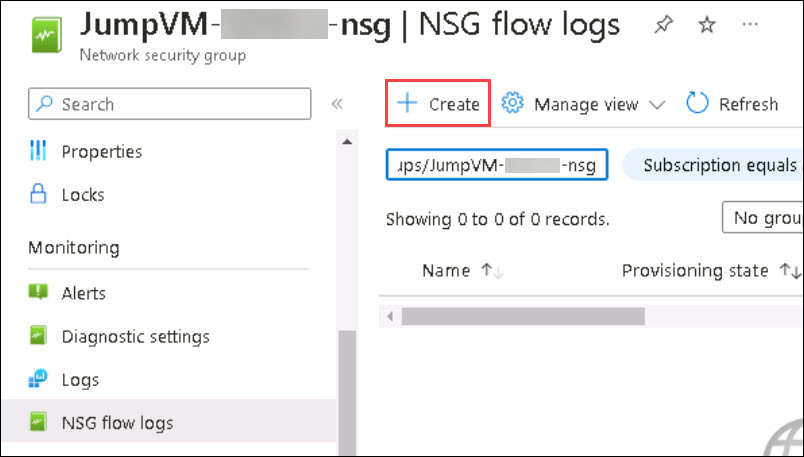 JumpVM-
-nsg | NSG flow logs
Network security group
Search
Create
Manage view
Refresh
Properties
Locks
ups/JumpVM-
-nsg
Subscription equals
Showing 0 to 0 of 0 records.
No grou
Monitoring
Name
Provisioning state
Alerts
Diagnostic settings
Logs
NSG flow logs